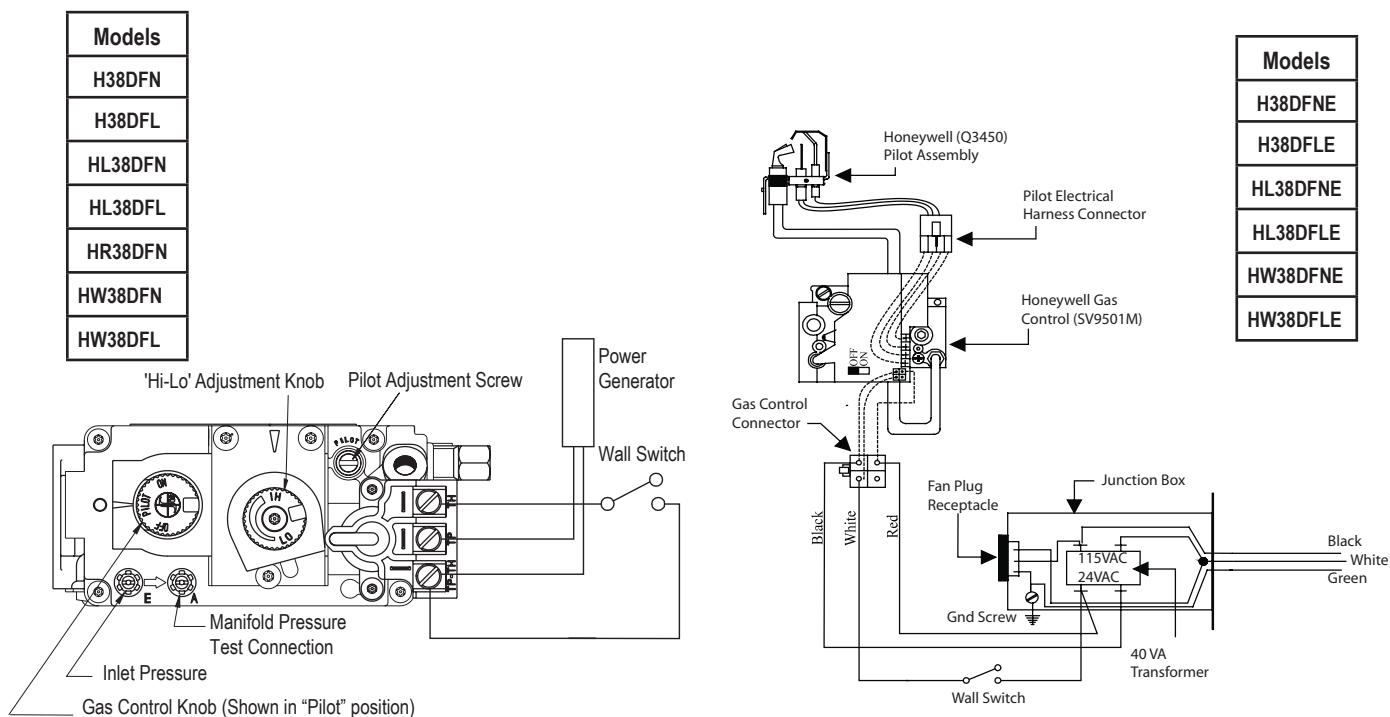 Models
H38DFN
H38DFL
HL38DFN
HL38DFL
HR38DFN
HW38DFN
HW38DFL
'Hi-Lo' Adjustment Knob
Pilot Adjustment Screw
Power
Generator
Wall Switch
PILOT
ON
PILOT
OFF
HI
LO
TH
TP
TP-TH
E
A
Manifold Pressure
Test Connection
Inlet Pressure
Gas Control Knob (Shown in “Pilot” position)
Models
H38DFNE
H38DFLE
HL38DFNE
HL38DFLE
HW38DFNE
HW38DFLE
Honeywell (Q3450)
Pilot Assembly
Pilot Electrical
Harness Connector
Honeywell Gas
Control (SV9501M)
OFF
ON
Gas Control
Connector
Black
White
Red
Fan Plug
Receptacle
Junction Box
115VAC
24VAC
Black
White
Green
Gnd Screw
40 VA
Transformer
Wall Switch